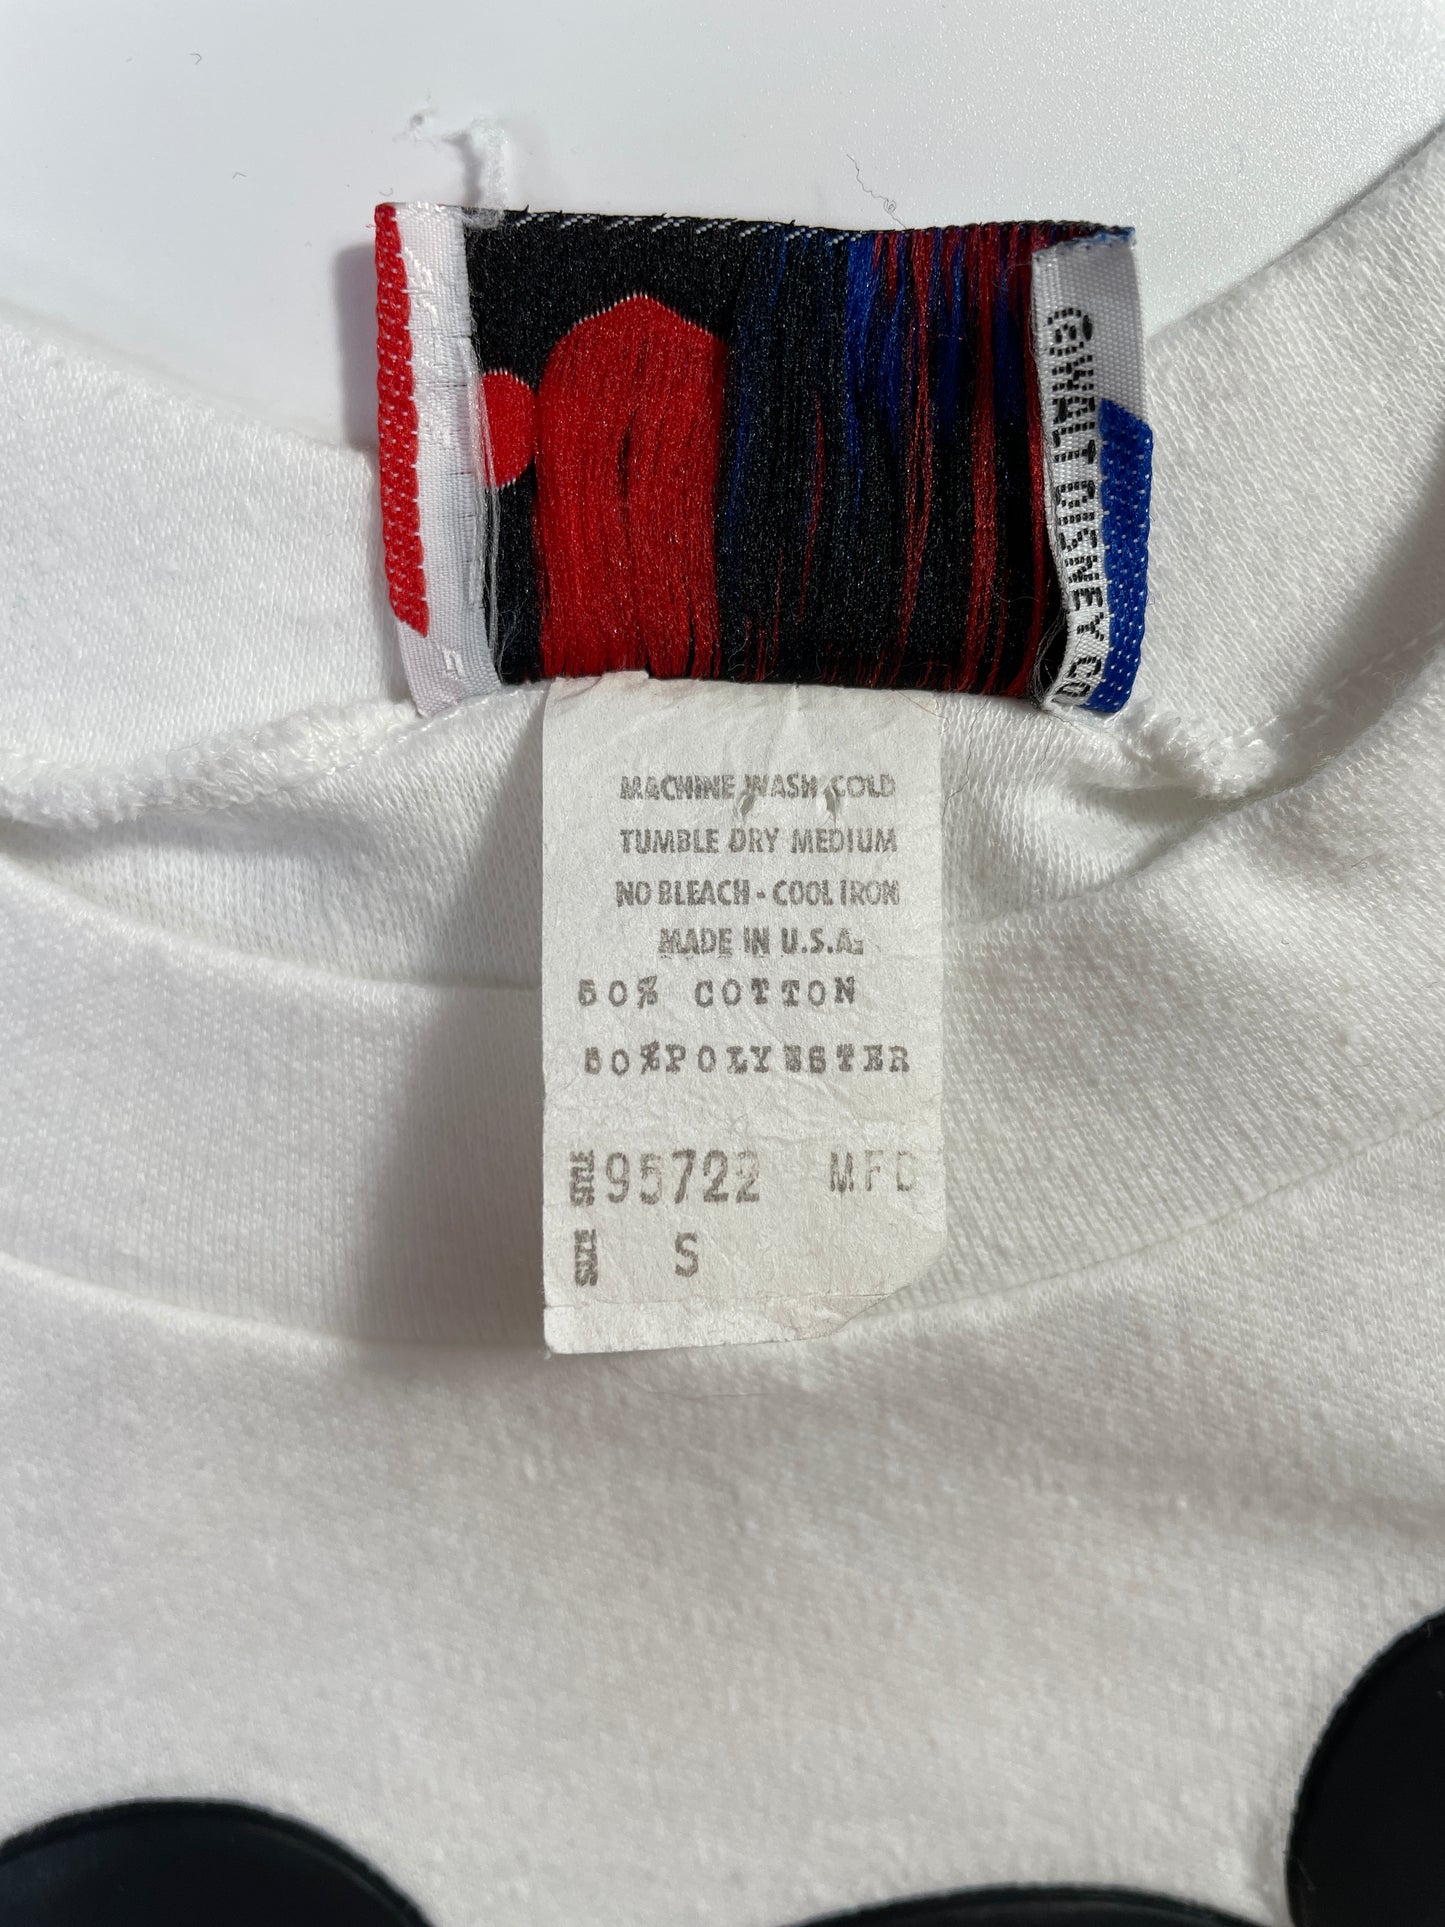 ©WALT DISNEY CO
MACHINE WASH COLD
TUMBLE DRY MEDIUM
NO BLEACH - COOL IRON
MADE IN U.S.A.
50% COTTON
50% POLYESTER
STYLE 95722 MFD
SIZE S